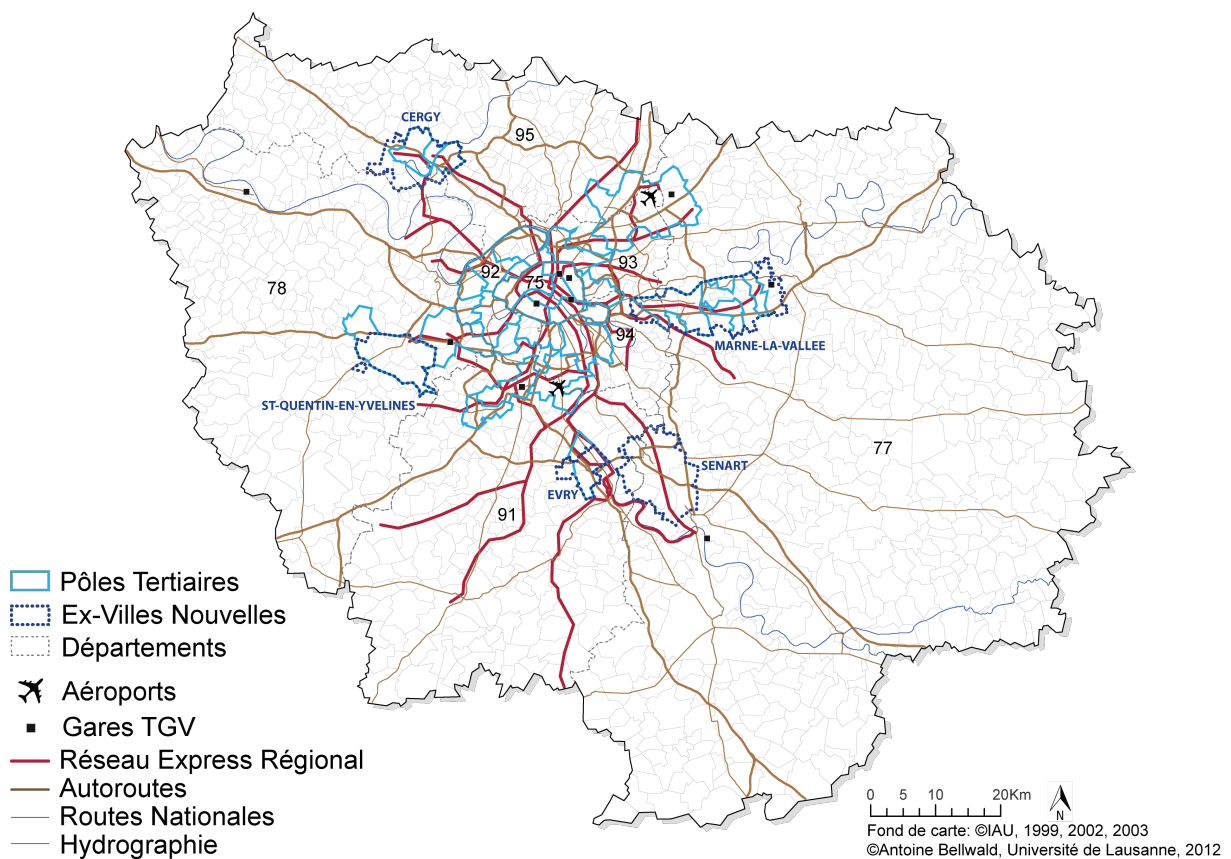 CERGY
95
93
92
75
78
94
MARNE-LA-VALLEE
ST-QUENTIN-EN-YVELINES
77
SENART
EVRY
91
Pôles Tertiaires
Ex-Villes Nouvelles
Départements
Aéroports
Gares TGV
Réseau Express Régional
Autoroutes
Routes Nationales
Hydrographie
0 5 10 20Km
N
Fond de carte: ©IAU, 1999, 2002, 2003
©Antoine Bellwald, Université de Lausanne, 2012